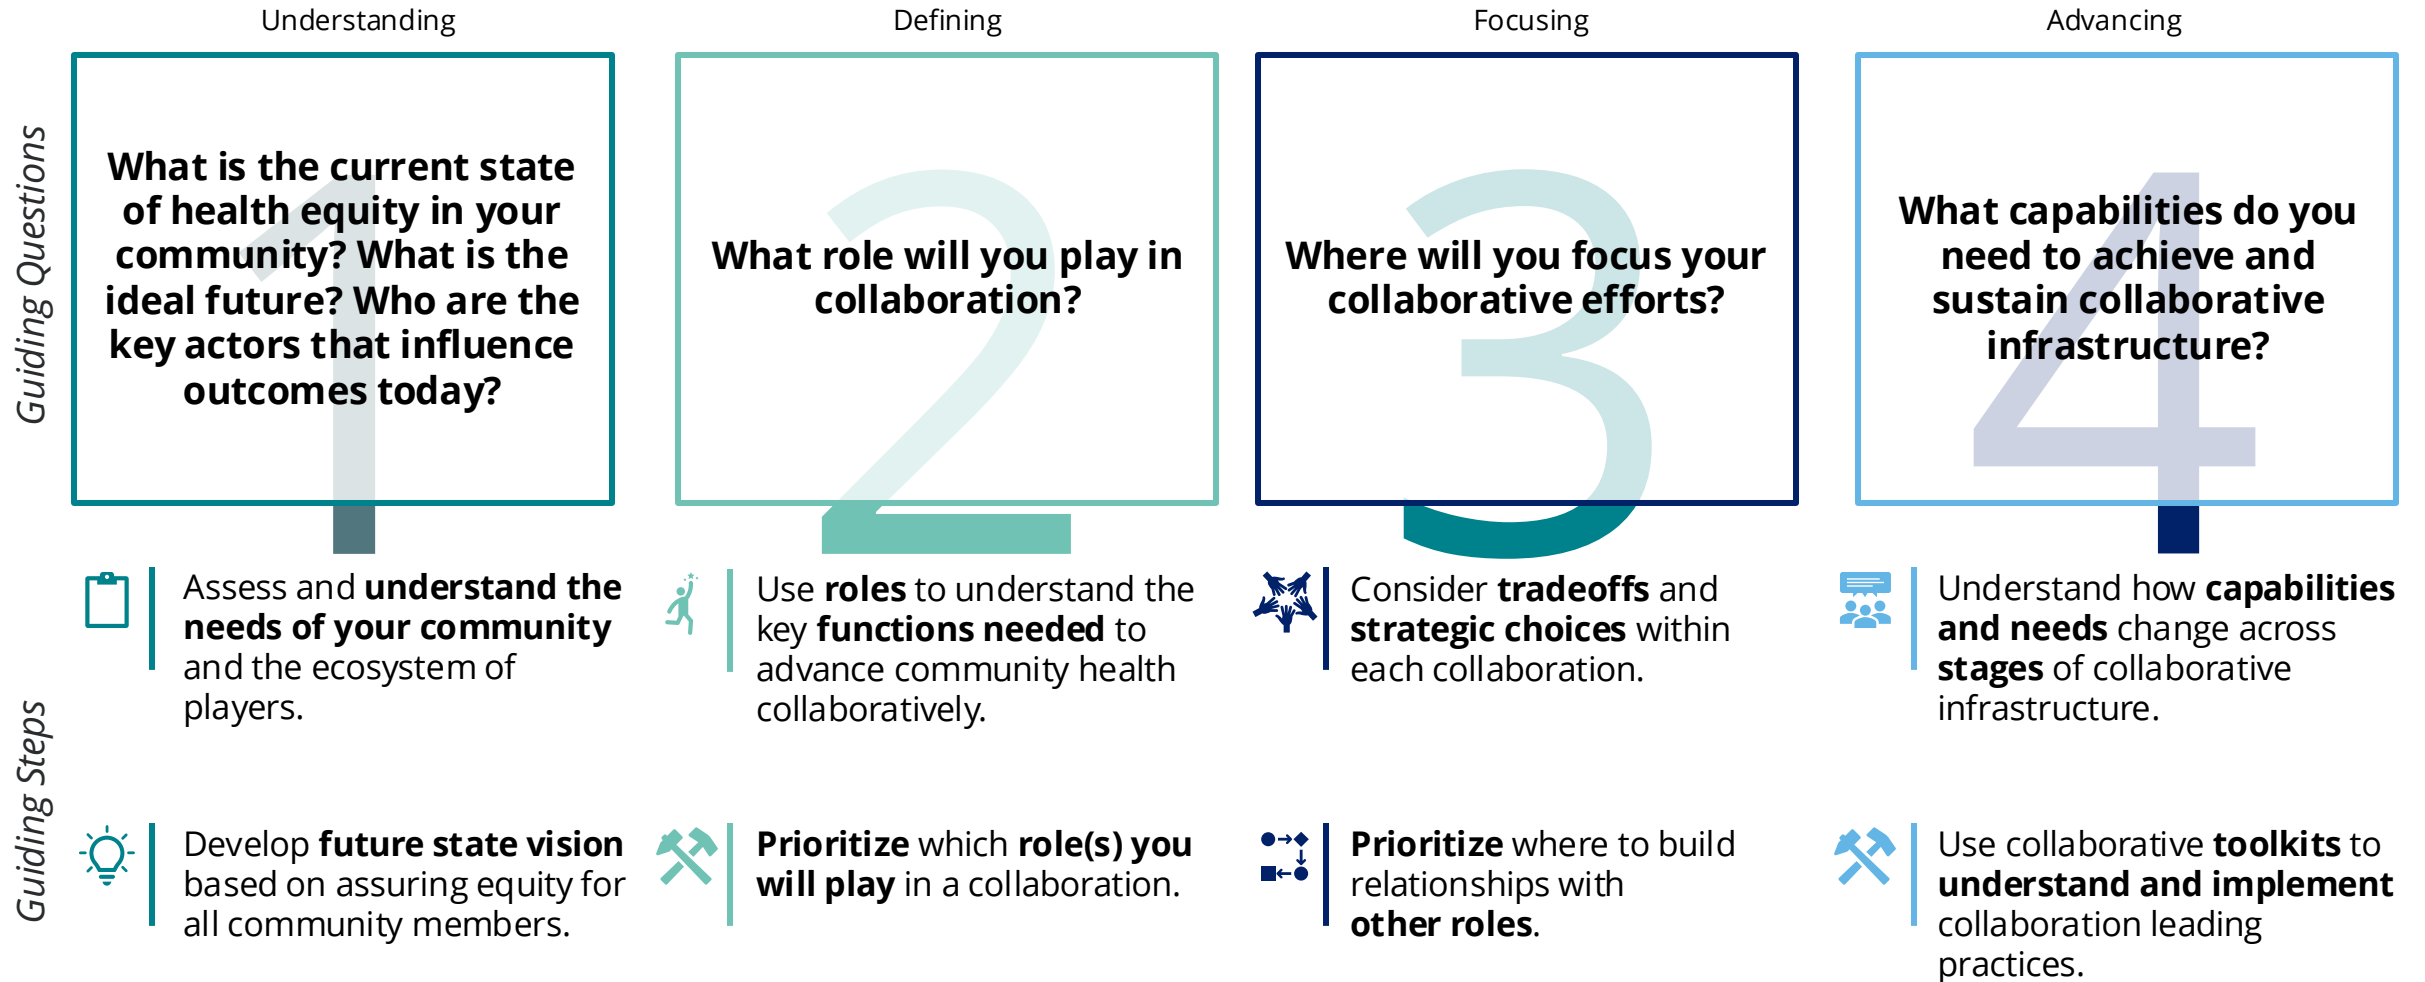 Understanding
Defining
Focusing
Advancing
Guiding Questions
1
What is the current state
of health equity in your
community? What is the
ideal future? Who are the
key actors that influence
outcomes today?
2
What role will you play in
collaboration?
3
Where will you focus your
collaborative efforts?
4
What capabilities do you
need to achieve and
sustain collaborative
infrastructure?
Guiding Steps
Assess and understand the
needs of your community
and the ecosystem of
players.
Use roles to understand the
key functions needed to
advance community health
collaboratively.
Consider tradeoffs and
strategic choices within
each collaboration.
Understand how capabilities
and needs change across
stages of collaborative
infrastructure.
Develop future state vision
based on assuring equity for
all community members.
Prioritize which role(s) you
will play in a collaboration.
Prioritize where to build
relationships with
other roles.
Use collaborative toolkits to
understand and implement
collaboration leading
practices.